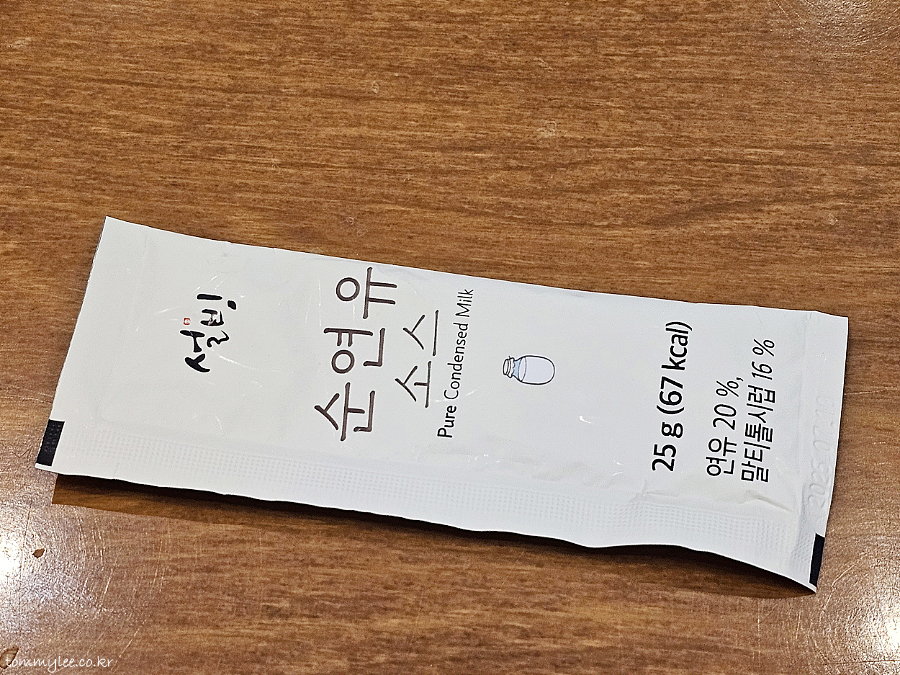 설빙
순연유
소스
Pure Condensed Milk
25 g (67 kcal)
연유 20 %,
말티톨시럽 16 %
tommylee.co.kr